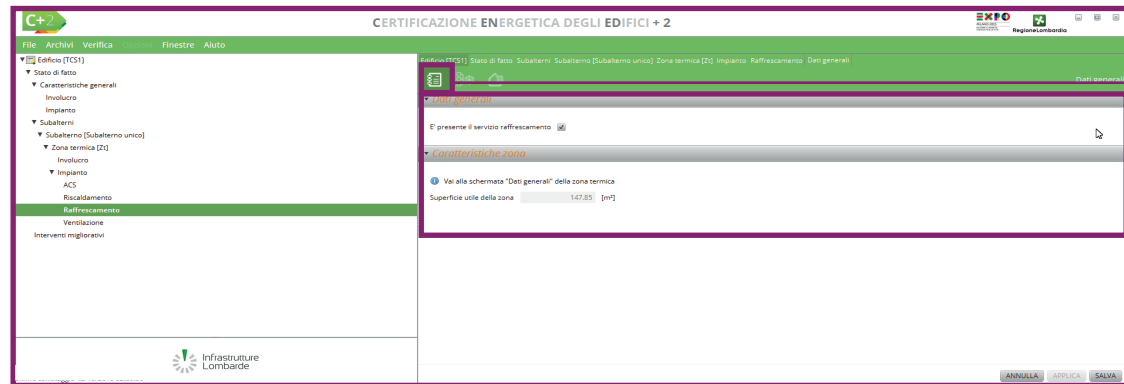 C+2
CERTIFICAZIONE ENERGETICA DEGLI EDIFICI + 2
EXPO
RegioneLombardia
File Archivi Verifica Finestre Aiuto
Edificio [TCS1]
Stato di fatto
Caratteristiche generali
Involucro
Impianto
Subalterni
Subalterno [Subalterno unico]
Zona termica [Zt]
Involucro
Impianto
ACS
Riscaldamento
Raffrescamento
Ventilazione
Interventi migliorativi
Infrastrutture
Lombarde
Edificio [TCS1] Stato di fatto Subalterni Subalterno [Subalterno unico] Zona termica [Zt] Impianto Raffrescamento Dati generali
Dati generali
Dati generali
E' presente il servizio raffrescamento
Caratteristiche zona
Vai alla schermata "Dati generali" della zona termica
Superficie utile della zona 147.85 [m²]
ANNULLA APPLICA SALVA